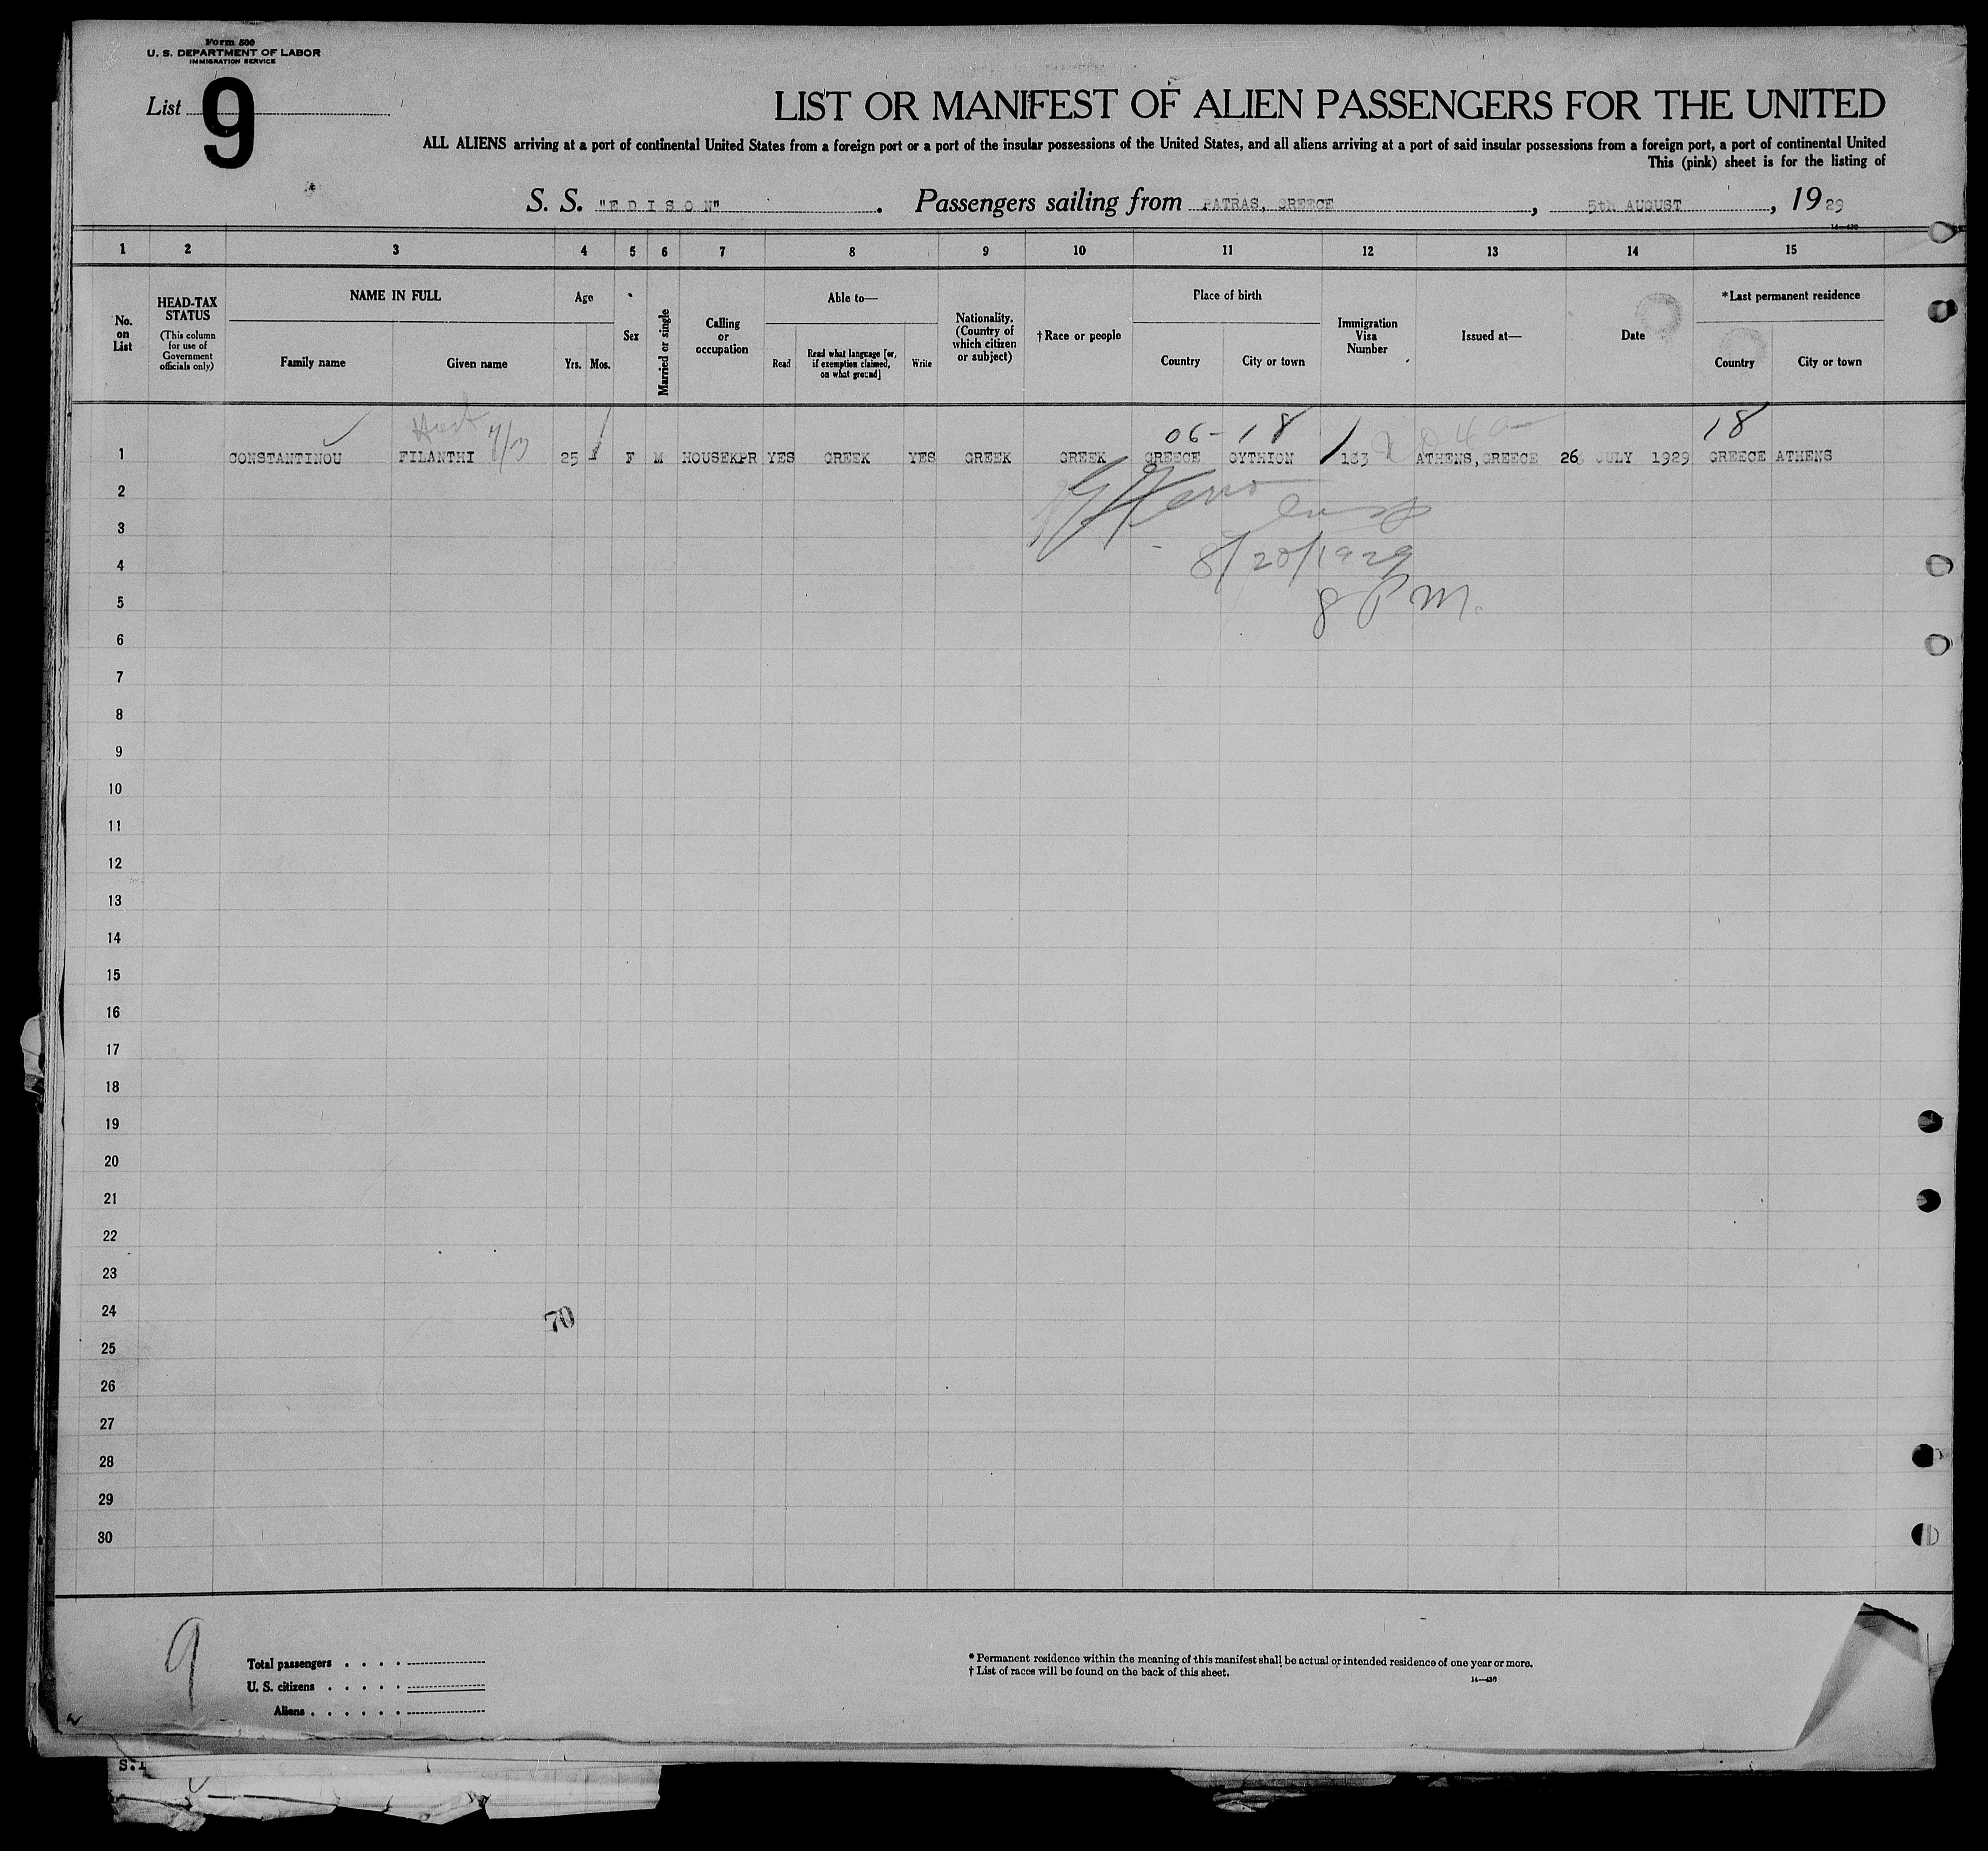 Form 500
U. S. DEPARTMENT OF LABOR
IMMIGRATION SERVICE
List 9
LIST OR MANIFEST OF ALIEN PASSENGERS FOR THE UNITED
ALL ALIENS arriving at a port of continental United States from a foreign port or a port of the insular possessions of the United States, and all aliens arriving at a port of said insular possessions from a foreign port, a port of continental United
This (pink) sheet is for the listing of
S. S. "EDISON". Passengers sailing from PATRAS, GREECE, 5th AUGUST, 1929
14—430
1 2 3 4 5 6 7 8 9 10 11 12 13 14 15
No. on List
HEAD-TAX STATUS
(This column for use of Government officials only)
NAME IN FULL
Family name
Given name
Age
Yrs. Mos.
Sex
Married or single
Calling or occupation
Able to—
Read
Read what language [or, if exemption claimed, on what ground]
Write
Nationality. (Country of which citizen or subject)
† Race or people
Place of birth
Country
City or town
Immigration Visa Number
Issued at—
Date
* Last permanent residence
Country
City or town
06-18
18
1 CONSTANTINOU FILANTHI 25 F M HOUSEKPR YES GREEK YES GREEK GREEK GREECE GYTHION 133 ATHENS, GREECE 26 JULY 1929 GREECE ATHENS
2
3
4
8/20/1929
5
8 PM.
6
7
8
9
10
11
12
13
14
15
16
17
18
19
20
21
22
23
24
70
25
26
27
28
29
30
9
Total passengers . . . .
U. S. citizens . . . . .
Aliens . . . . . .
* Permanent residence within the meaning of this manifest shall be actual or intended residence of one year or more.
† List of races will be found on the back of this sheet.
14—430